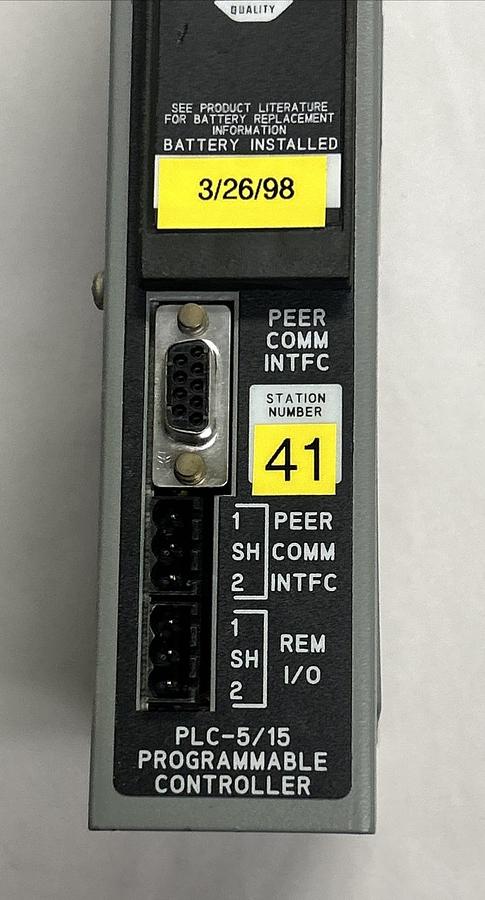 QUALITY
SEE PRODUCT LITERATURE
FOR BATTERY REPLACEMENT
INFORMATION
BATTERY INSTALLED
3/26/98
PEER
COMM
INTFC
STATION
NUMBER
41
1 PEER
SH COMM
2 INTFC
1
REM
SH
I/O
2
PLC-5/15
PROGRAMMABLE
CONTROLLER